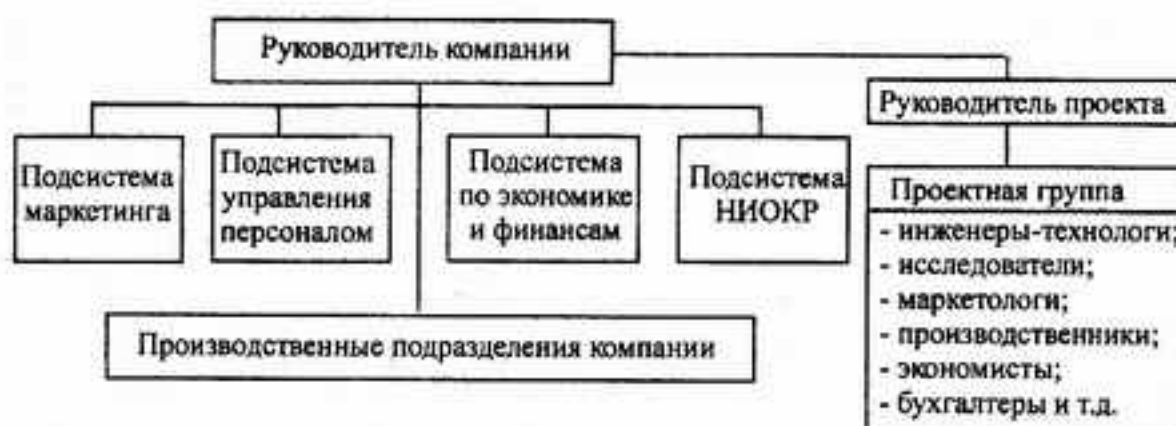 Руководитель компании
Руководитель проекта
Подсистема
маркетинга
Подсистема
управления
персоналом
Подсистема
по экономике
и финансам
Подсистема
НИОКР
Производственные подразделения компании
Проектная группа
- инженеры-технологи;
- исследователи;
- маркетологи;
- производственники;
- экономисты;
- бухгалтеры и т.д.